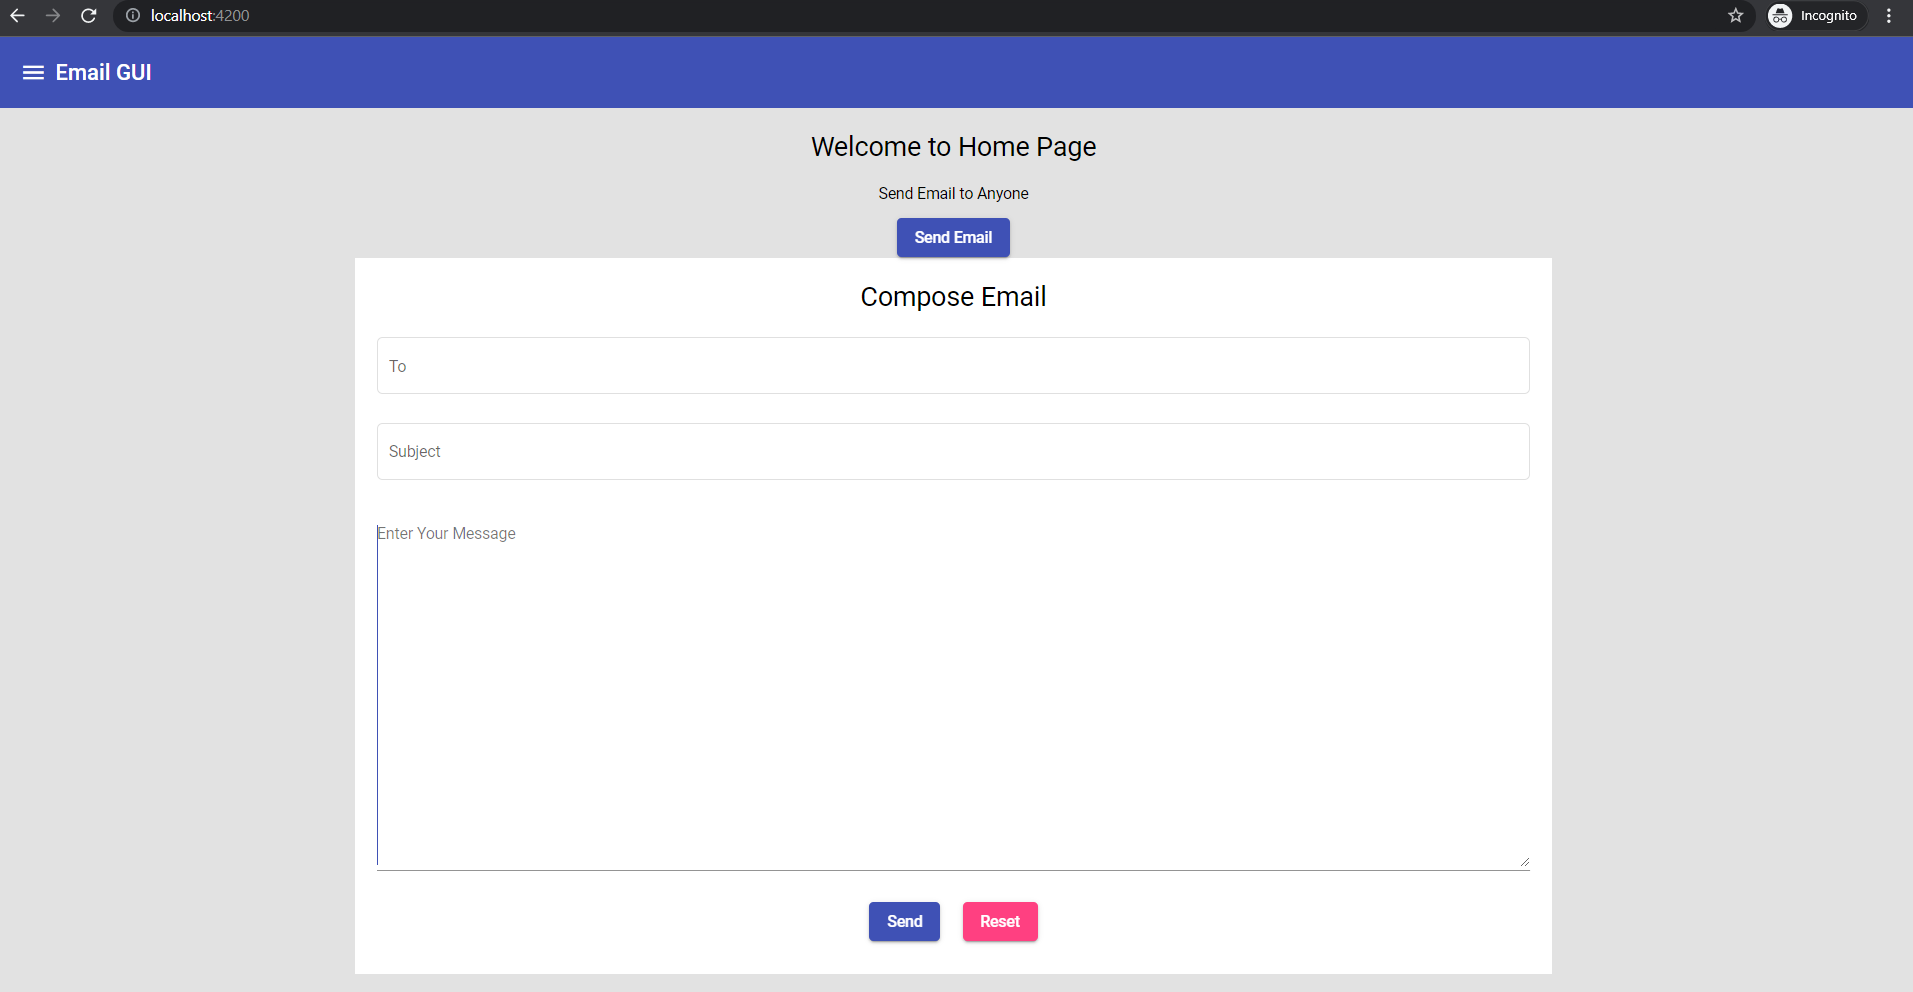 localhost:4200
Incognito
Email GUI
Welcome to Home Page
Send Email to Anyone
Send Email
Compose Email
To
Subject
Enter Your Message
Send Reset